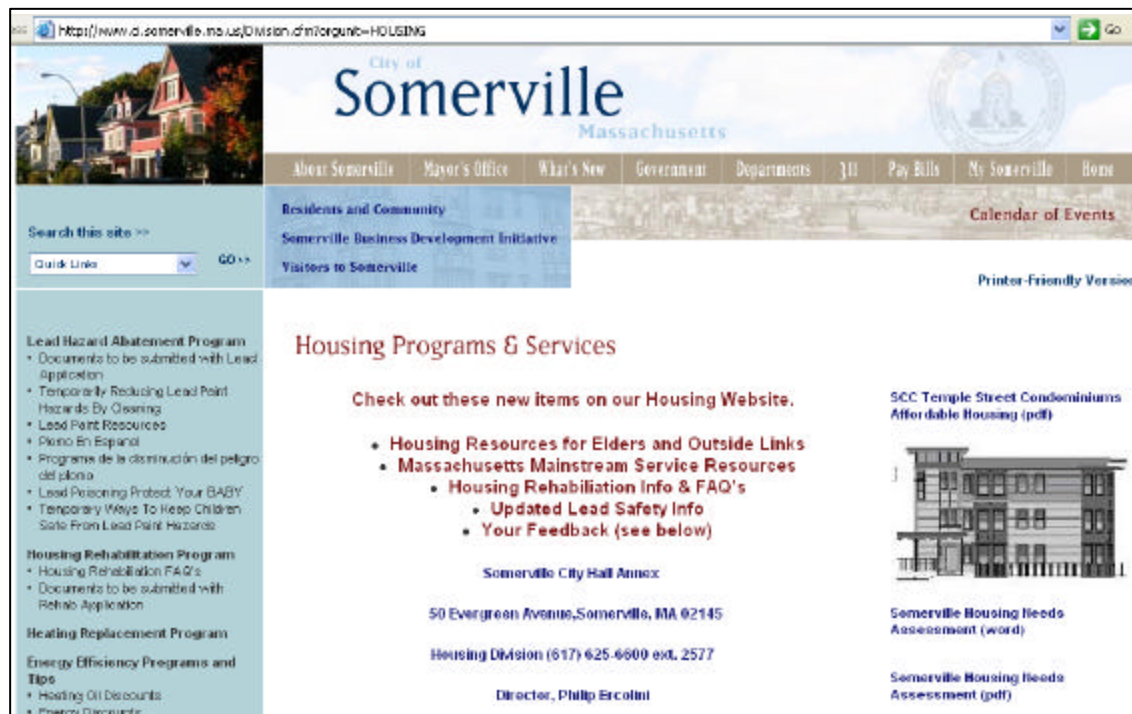 https://www.ci.somerville.ma.us/Division.cfm?orgunit=HOUSING
Go
City of
Somerville
Massachusetts
About Somerville
Mayor's Office
What's New
Government
Departments
311
Pay Bills
My Somerville
Home
Residents and Community
Somerville Business Development Initiative
Visitors to Somerville
Calendar of Events
Search this site >>
Quick Links
GO>>
Printer-Friendly Version
Lead Hazard Abatement Program
• Documents to be submitted with Lead
Application
• Temporarily Reducing Lead Paint
Hazards By Cleaning
• Lead Paint Resources
• Plomo En Espanol
• Programa de la disminución del peligro
del plomo
• Lead Poisoning Protect Your BABY
• Temporary Ways To Keep Children
Safe From Lead Paint Hazards
Housing Rehabilitation Program
• Housing Rehabiliation FAQ's
• Documents to be submitted with
Rehab Application
Heating Replacement Program
Energy Efficiency Programs and
Tips
• Heating Oil Discounts
• Energy Discounts
Housing Programs & Services
Check out these new items on our Housing Website.
• Housing Resources for Elders and Outside Links
• Massachusetts Mainstream Service Resources
• Housing Rehabiliation Info & FAQ's
• Updated Lead Safety Info
• Your Feedback (see below)
Somerville City Hall Annex
50 Evergreen Avenue,Somerville, MA 02145
Housing Division (617) 625-6600 ext. 2577
Director, Philip Ercolini
SCC Temple Street Condominiums
Affordable Housing (pdf)
Somerville Housing Needs
Assessment (word)
Somerville Housing Needs
Assessment (pdf)